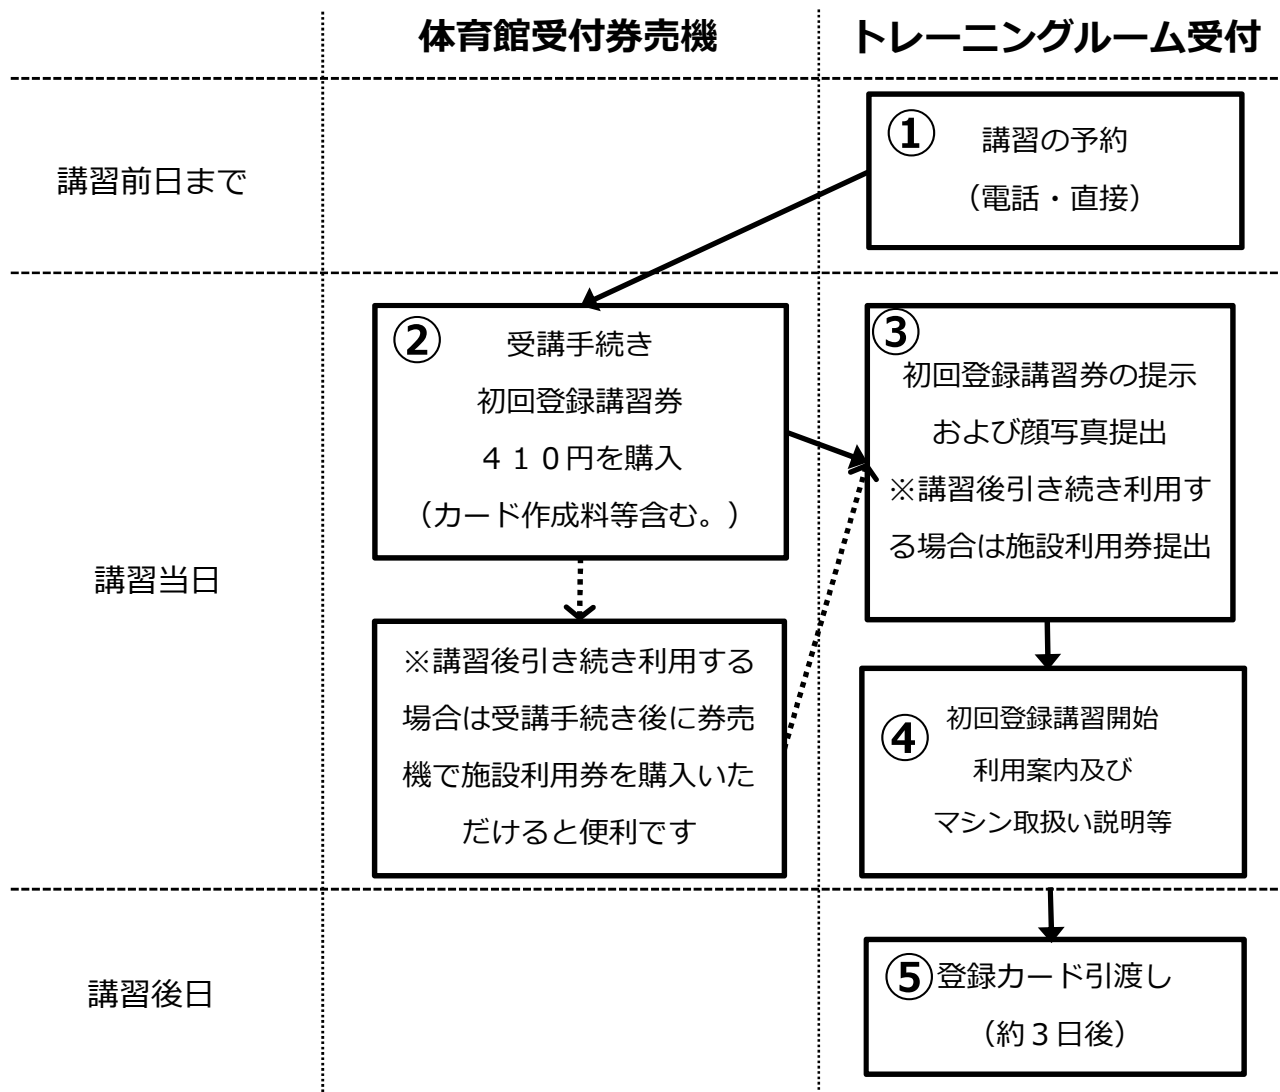 体育館受付券売機
トレーニングルーム受付
講習前日まで
①
講習の予約
（電話・直接）
講習当日
②
受講手続き
初回登録講習券
４１０円を購入
（カード作成料等含む。）
※講習後引き続き利用する
場合は受講手続き後に券売
機で施設利用券を購入いた
だけると便利です
③
初回登録講習券の提示
および顔写真提出
※講習後引き続き利用す
る場合は施設利用券提出
④
初回登録講習開始
利用案内及び
マシン取扱い説明等
講習後日
⑤登録カード引渡し
（約３日後）